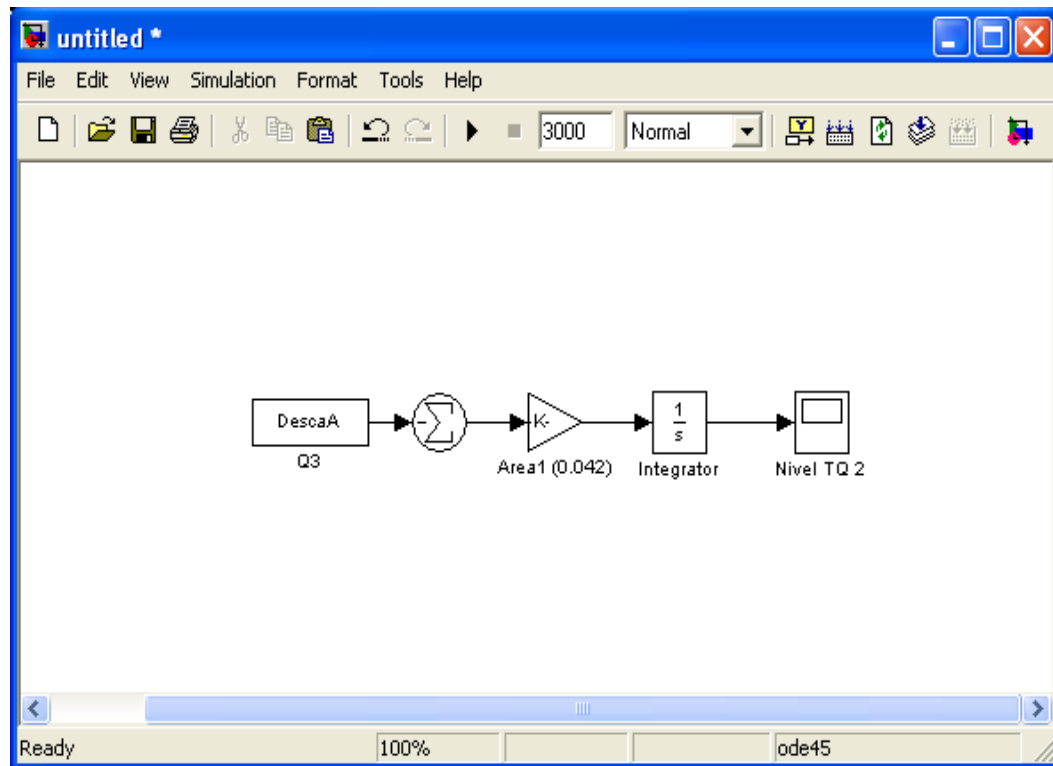 untitled *
File Edit View Simulation Format Tools Help
3000 Normal
DescaA
Q3
-
Σ
-K-
Area1 (0.042)
1
s
Integrator
Nivel TQ 2
Ready 100% ode45